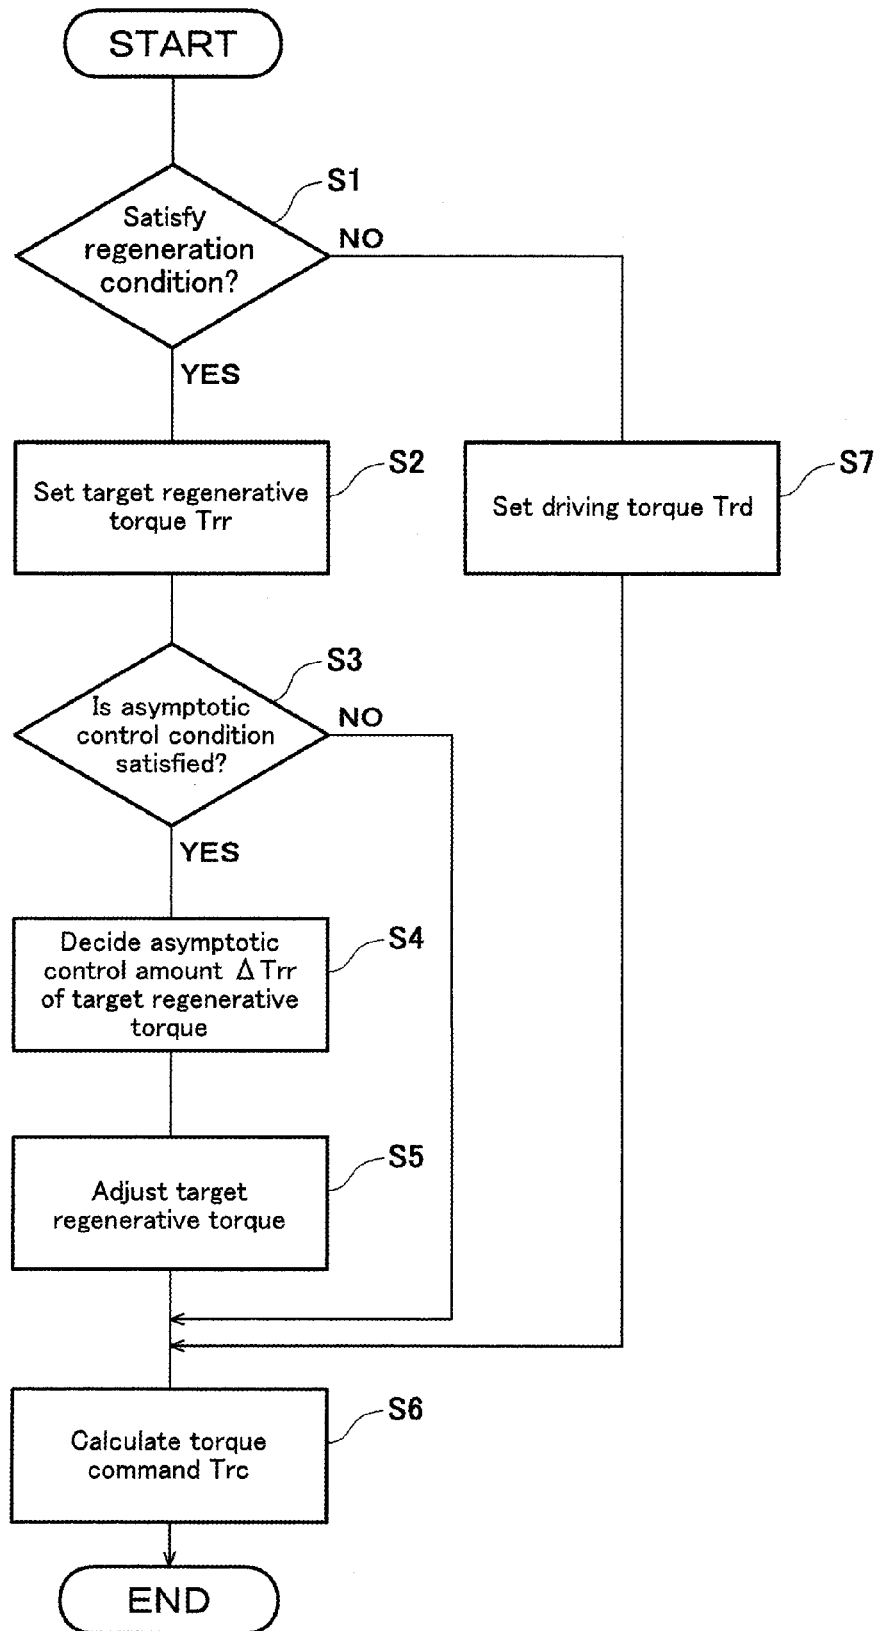 START
S1
Satisfy
regeneration
condition?
NO
YES
S2
Set target regenerative
torque Trr
S7
Set driving torque Trd
S3
Is asymptotic
control condition
satisfied?
NO
YES
S4
Decide asymptotic
control amount Δ Trr
of target regenerative
torque
S5
Adjust target
regenerative torque
S6
Calculate torque
command Trc
END